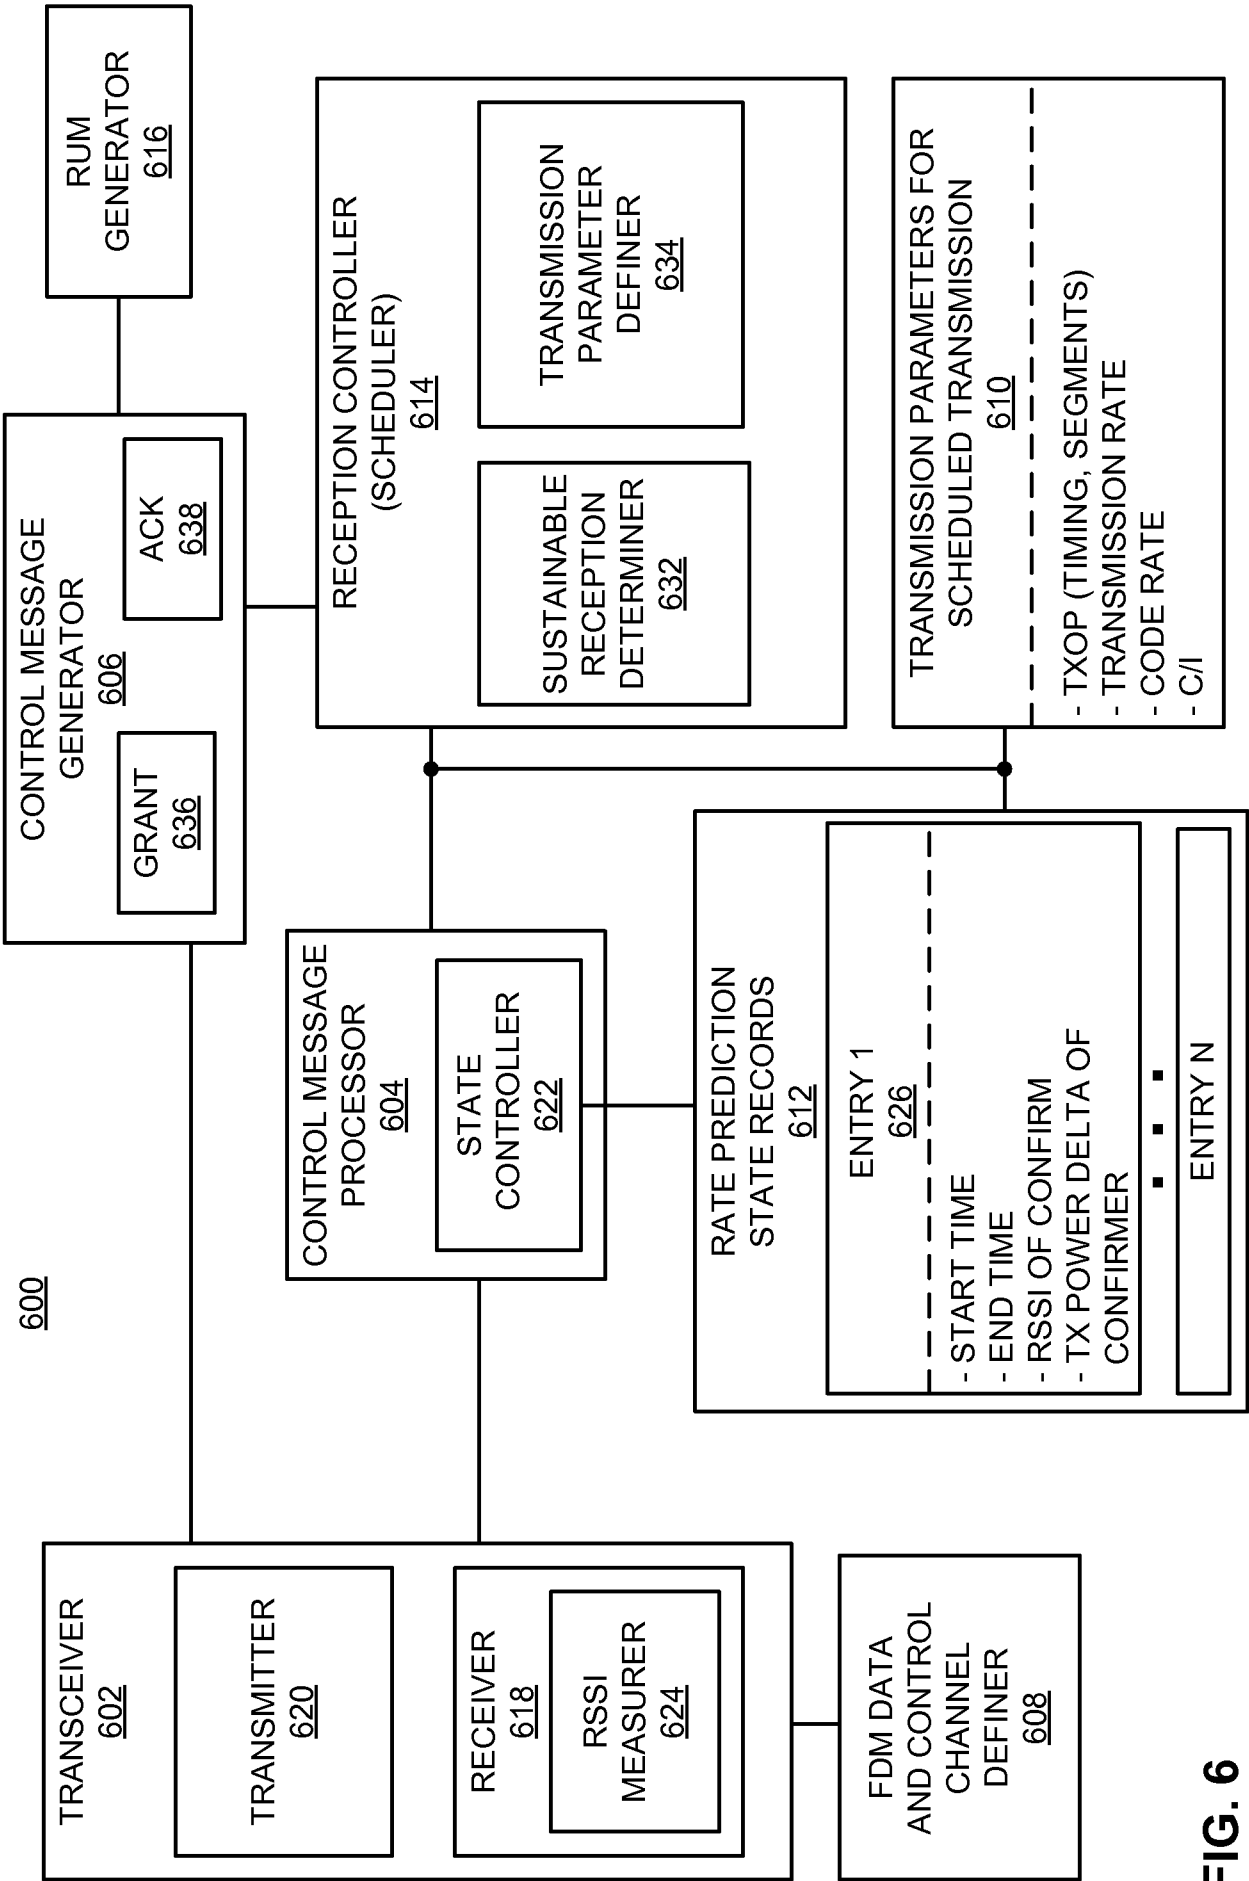 600
TRANSCEIVER
602
TRANSMITTER
620
RECEIVER
618
RSSI
MEASURER
624
FDM DATA
AND CONTROL
CHANNEL
DEFINER
608
CONTROL MESSAGE
GENERATOR
606
GRANT
636
ACK
638
RUM
GENERATOR
616
CONTROL MESSAGE
PROCESSOR
604
STATE
CONTROLLER
622
RECEPTION CONTROLLER
(SCHEDULER)
614
SUSTAINABLE
RECEPTION
DETERMINER
632
TRANSMISSION
PARAMETER
DEFINER
634
RATE PREDICTION
STATE RECORDS
612
ENTRY 1
626
- START TIME
- END TIME
- RSSI OF CONFIRM
- TX POWER DELTA OF
CONFIRMER
ENTRY N
TRANSMISSION PARAMETERS FOR
SCHEDULED TRANSMISSION
610
- TXOP (TIMING, SEGMENTS)
- TRANSMISSION RATE
- CODE RATE
- C/I
FIG. 6